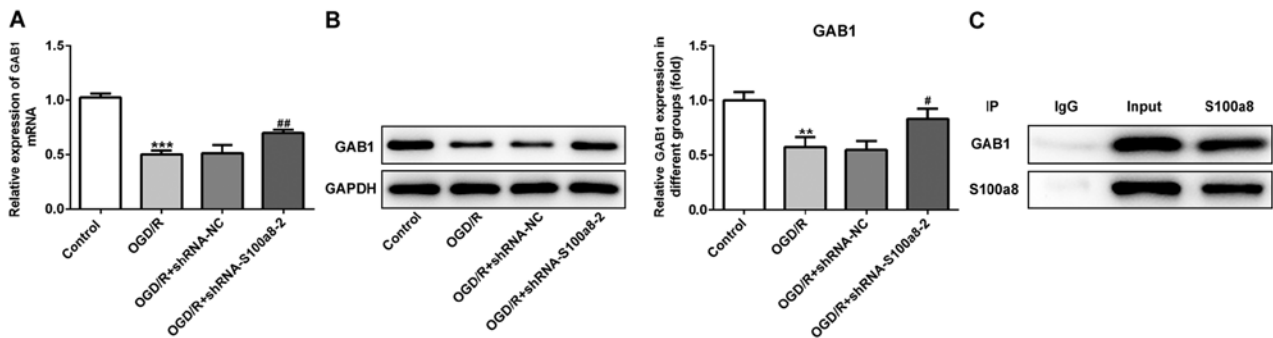 A
Relative expression of GAB1
mRNA
1.5
1.0
0.5
0.0
***
##
Control
OGD/R
OGD/R+shRNA-NC
OGD/R+shRNA-S100a8-2
B
GAB1
GAPDH
Control
OGD/R
OGD/R+shRNA-NC
OGD/R+shRNA-S100a8-2
GAB1
Relative GAB1 expression in
different groups (fold)
1.5
1.0
0.5
0.0
**
#
Control
OGD/R
OGD/R+shRNA-NC
OGD/R+shRNA-S100a8-2
C
IP IgG Input S100a8
GAB1
S100a8